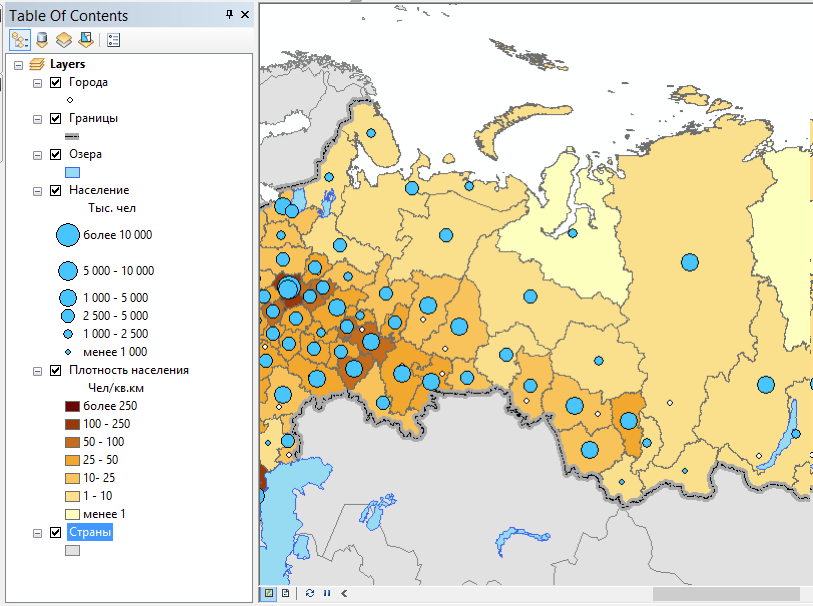 Table Of Contents
Layers
Города
Границы
Озера
Население
Тыс. чел
более 10 000
5 000 - 10 000
1 000 - 5 000
2 500 - 5 000
1 000 - 2 500
менее 1 000
Плотность населения
Чел/кв.км
более 250
100 - 250
50 - 100
25 - 50
10- 25
1 - 10
менее 1
Страны